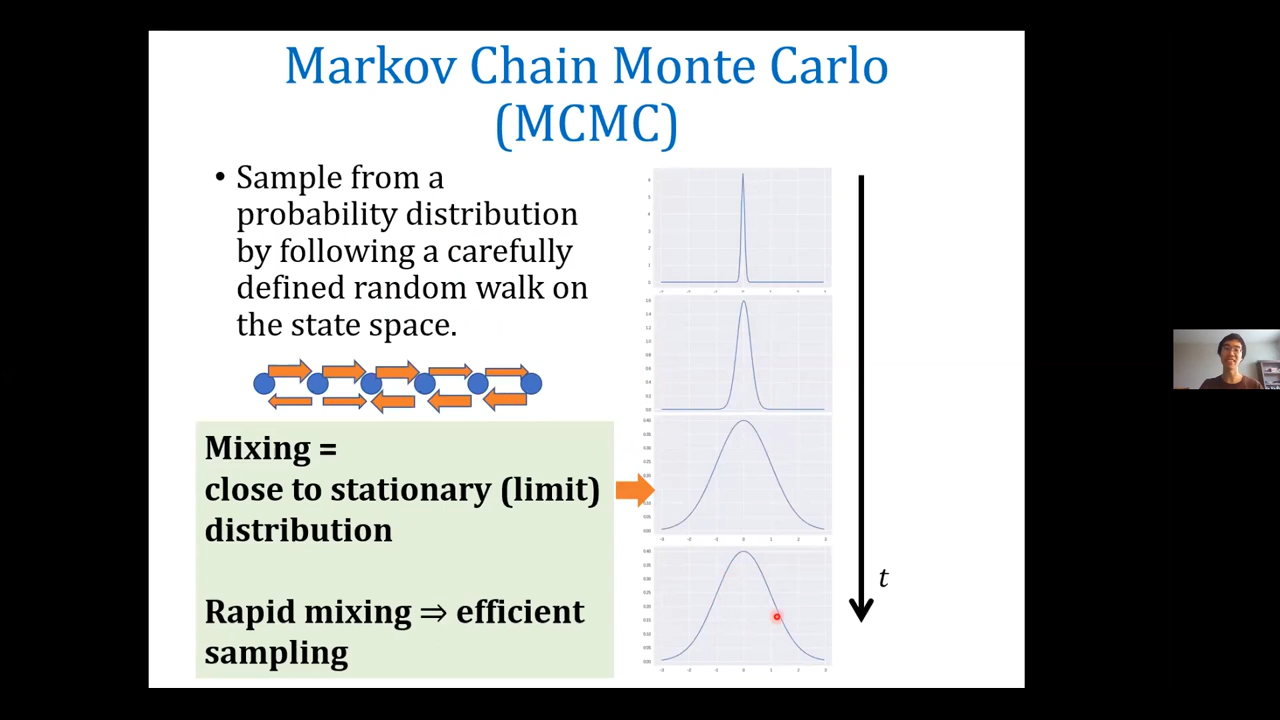 Markov Chain Monte Carlo
(MCMC)
• Sample from a
probability distribution
by following a carefully
defined random walk on
the state space.
Mixing =
close to stationary (limit)
distribution
Rapid mixing ⇒ efficient
sampling
t